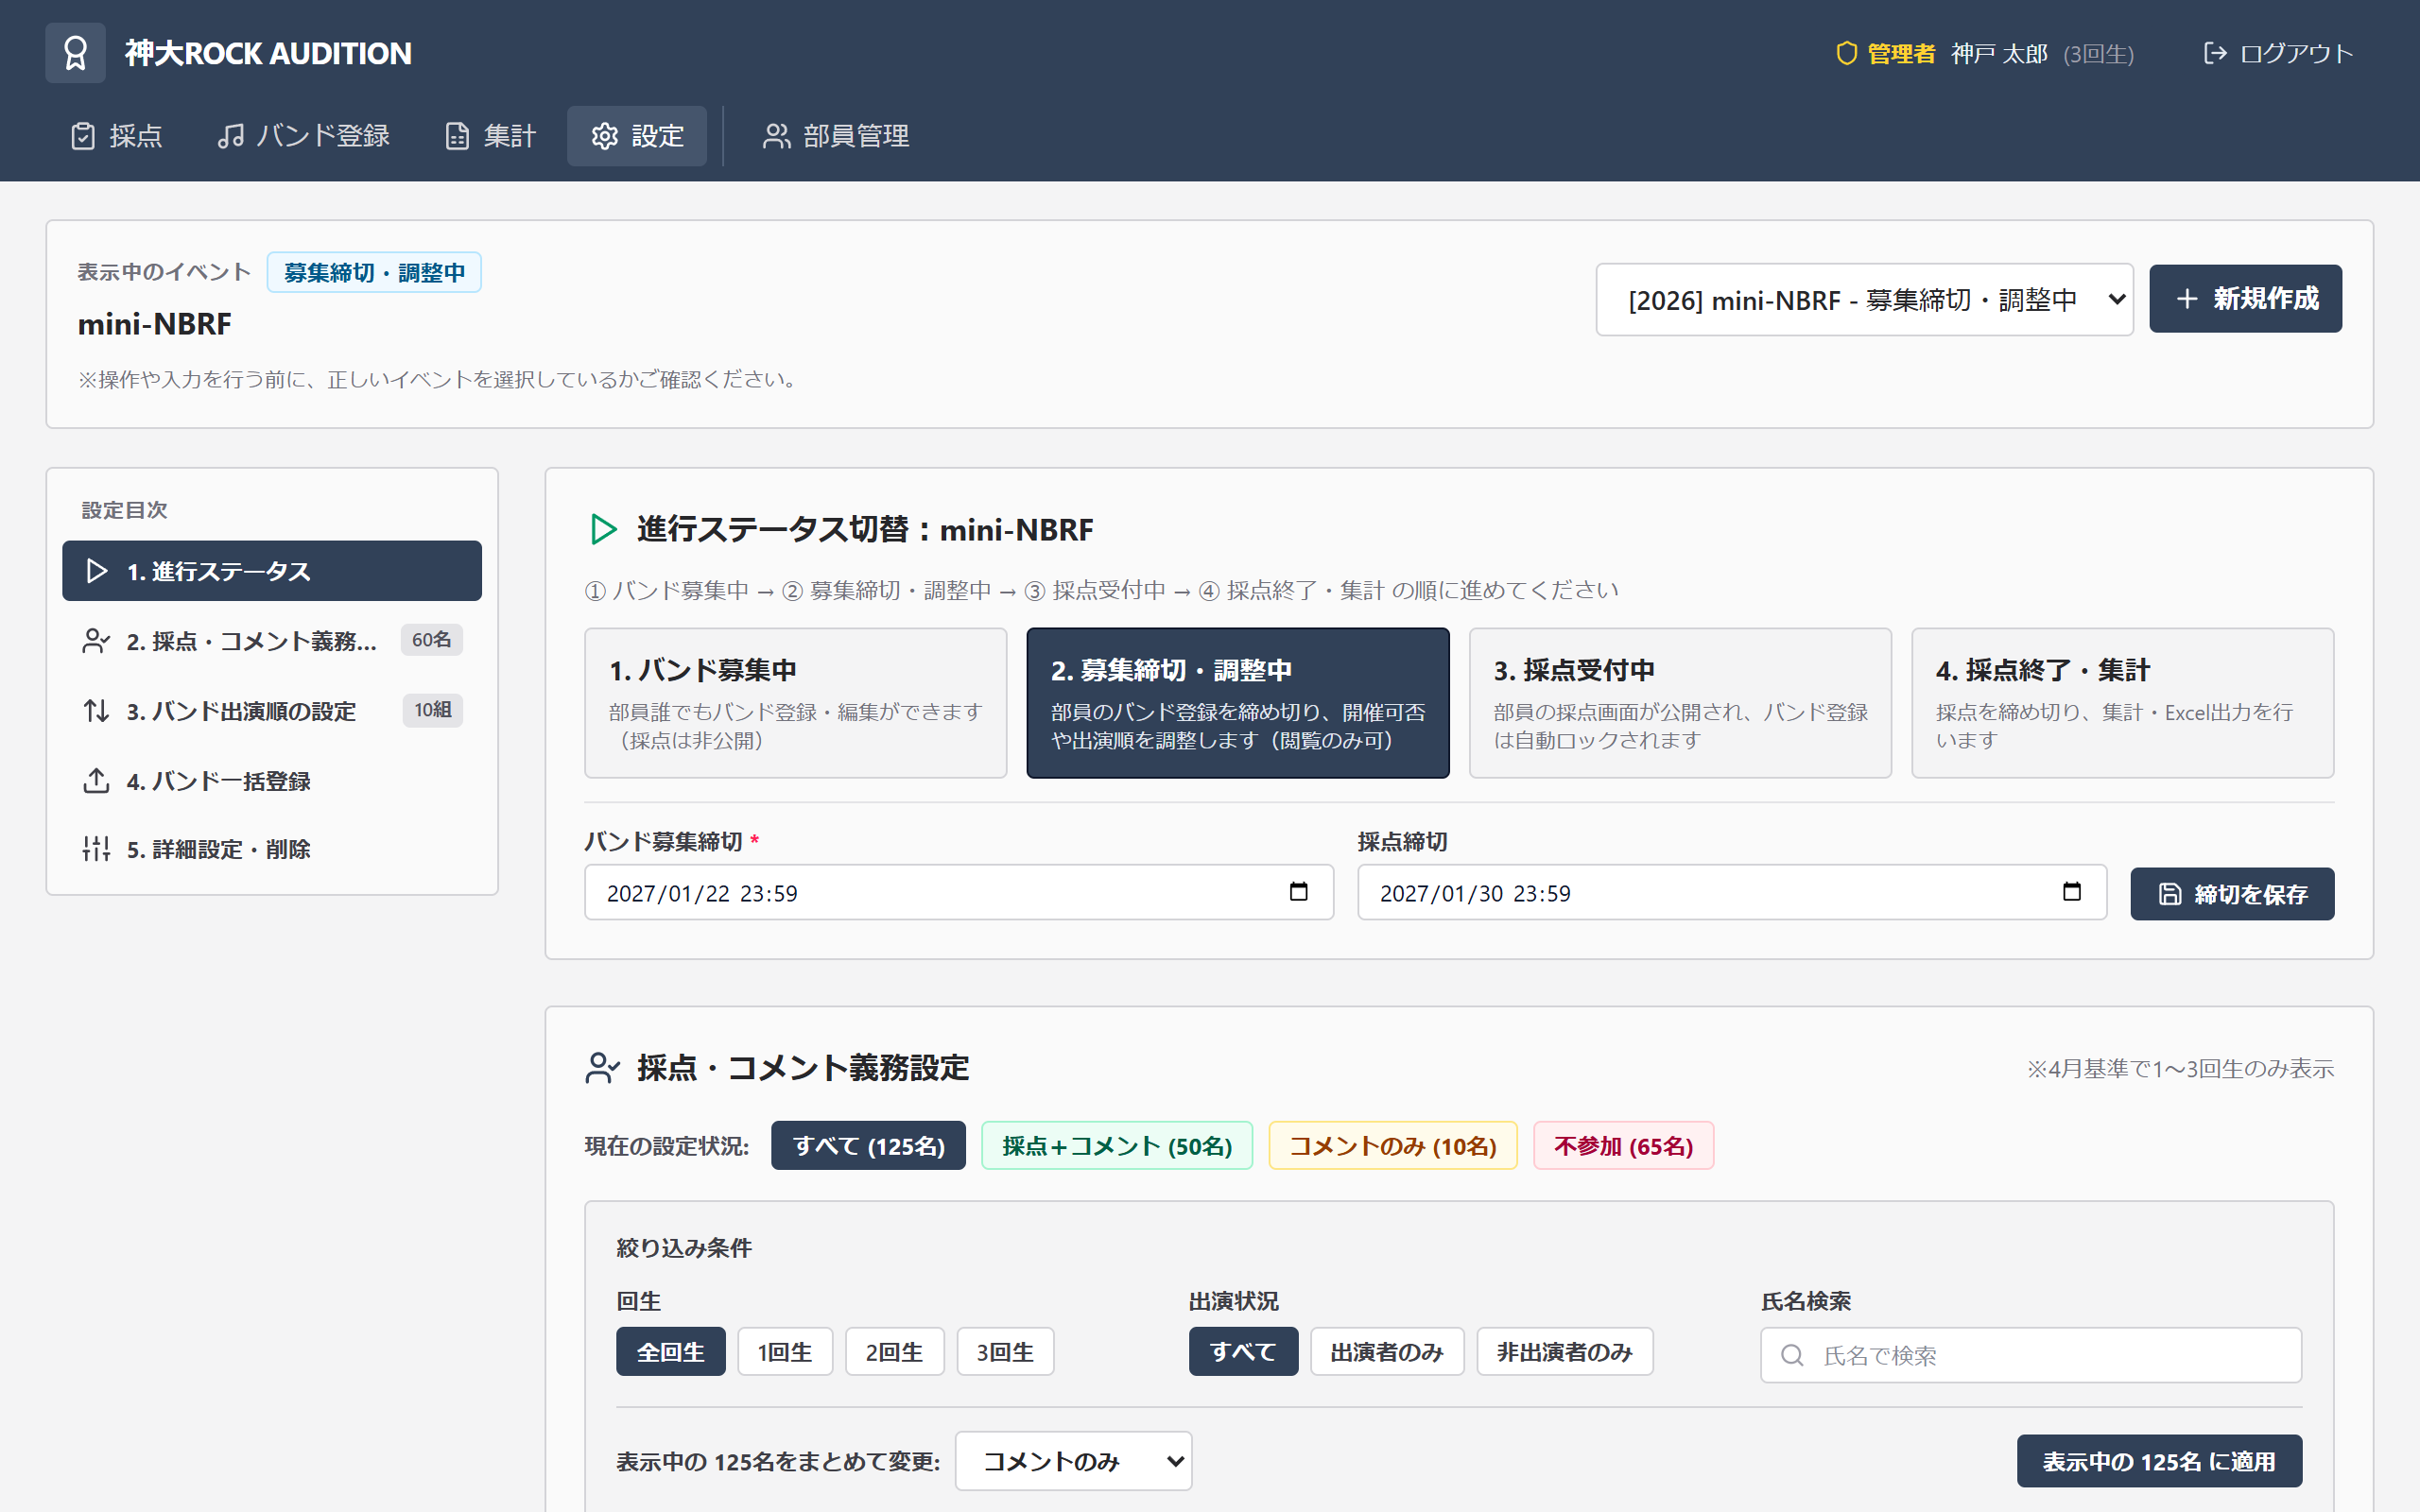 神大ROCK AUDITION
管理者 神戸 太郎 (3回生)
ログアウト
採点
バンド登録
集計
設定
部員管理
表示中のイベント 募集締切・調整中
mini-NBRF
※操作や入力を行う前に、正しいイベントを選択しているかご確認ください。
[2026] mini-NBRF - 募集締切・調整中
新規作成
設定目次
1. 進行ステータス
2. 採点・コメント義務... 60名
3. バンド出演順の設定 10組
4. バンド一括登録
5. 詳細設定・削除
進行ステータス切替：mini-NBRF
① バンド募集中 → ② 募集締切・調整中 → ③ 採点受付中 → ④ 採点終了・集計 の順に進めてください
1. バンド募集中
部員誰でもバンド登録・編集ができます
（採点は非公開）
2. 募集締切・調整中
部員のバンド登録を締め切り、開催可否
や出演順を調整します（閲覧のみ可）
3. 採点受付中
部員の採点画面が公開され、バンド登録
は自動ロックされます
4. 採点終了・集計
採点を締め切り、集計・Excel出力を行
います
バンド募集締切 *
2027/01/22 23:59
採点締切
2027/01/30 23:59
締切を保存
採点・コメント義務設定
※4月基準で1〜3回生のみ表示
現在の設定状況: すべて (125名) 採点＋コメント (50名) コメントのみ (10名) 不参加 (65名)
絞り込み条件
回生
全回生 1回生 2回生 3回生
出演状況
すべて 出演者のみ 非出演者のみ
氏名検索
氏名で検索
表示中の 125名をまとめて変更: コメントのみ
表示中の 125名 に適用